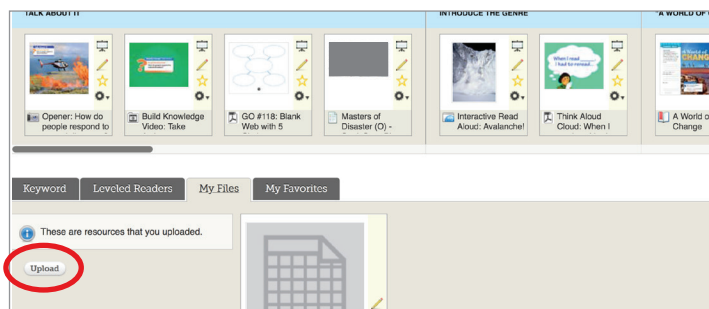 TALK ABOUT IT
INTRODUCE THE GENRE
"A WORLD OF
When I read
I had to reread...
A World of
CHANG
Opener: How do
people respond to
Build Knowledge
Video: Take
GO #118: Blank
Web with 5
Masters of
Disaster (O) -
Interactive Read
Aloud: Avalanche!
Think Aloud
Cloud: When I
A World o
Change
Keyword
Leveled Readers
My Files
My Favorites
These are resources that you uploaded.
Upload